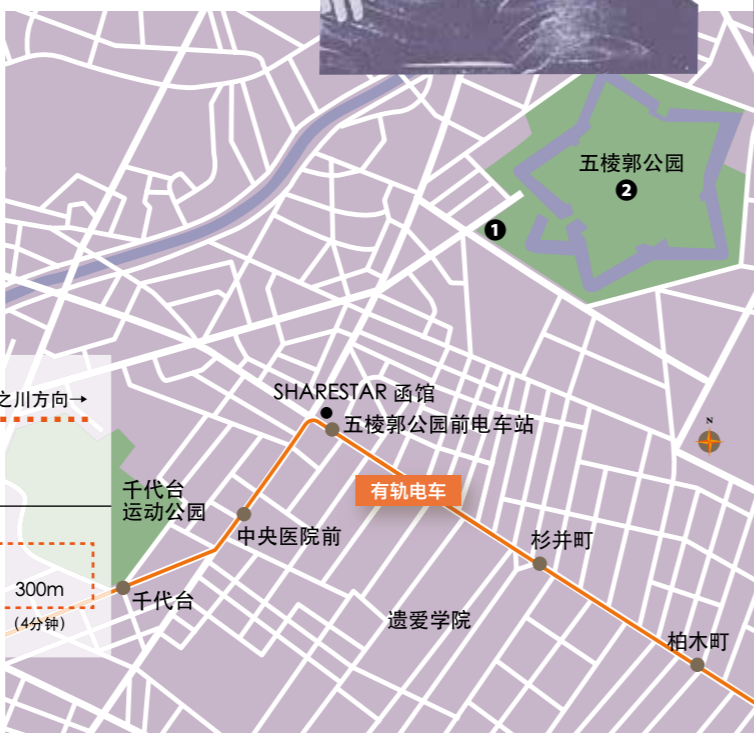 五棱郭公园
❷
❶
SHARESTAR 函馆
之川方向→
五棱郭公园前电车站
N
有轨电车
千代台
运动公园
中央医院前
杉井町
300m
(4分钟)
千代台
遗爱学院
柏木町